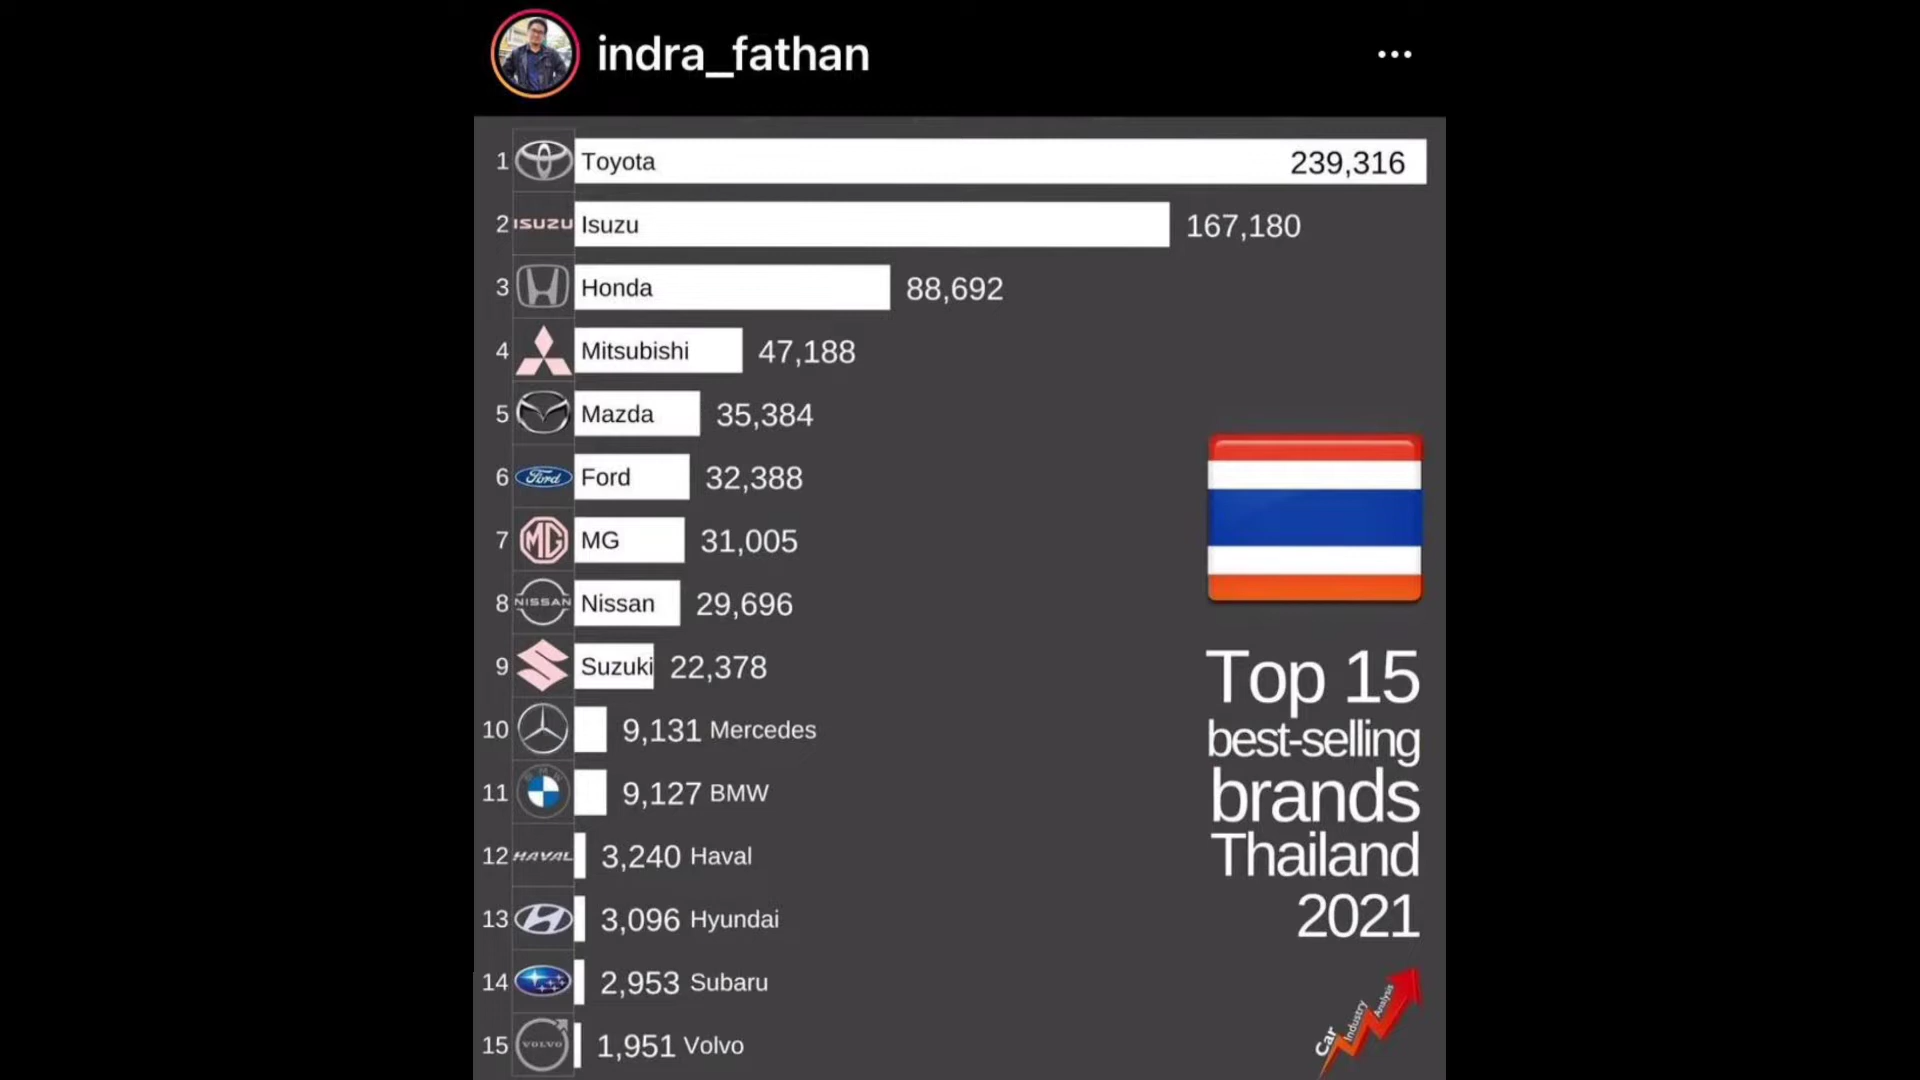 indra_fathan
1 Toyota 239,316
2 ISUZU Isuzu 167,180
3 Honda 88,692
4 Mitsubishi 47,188
5 Mazda 35,384
6 Ford Ford 32,388
7 MG MG 31,005
8 NISSAN Nissan 29,696
9 Suzuki 22,378
10 9,131 Mercedes
11 BMW 9,127 BMW
12 HAVAL 3,240 Haval
13 3,096 Hyundai
14 2,953 Subaru
15 VOLVO 1,951 Volvo
Top 15
best-selling
brands
Thailand
2021
Car
Industry
Analysis